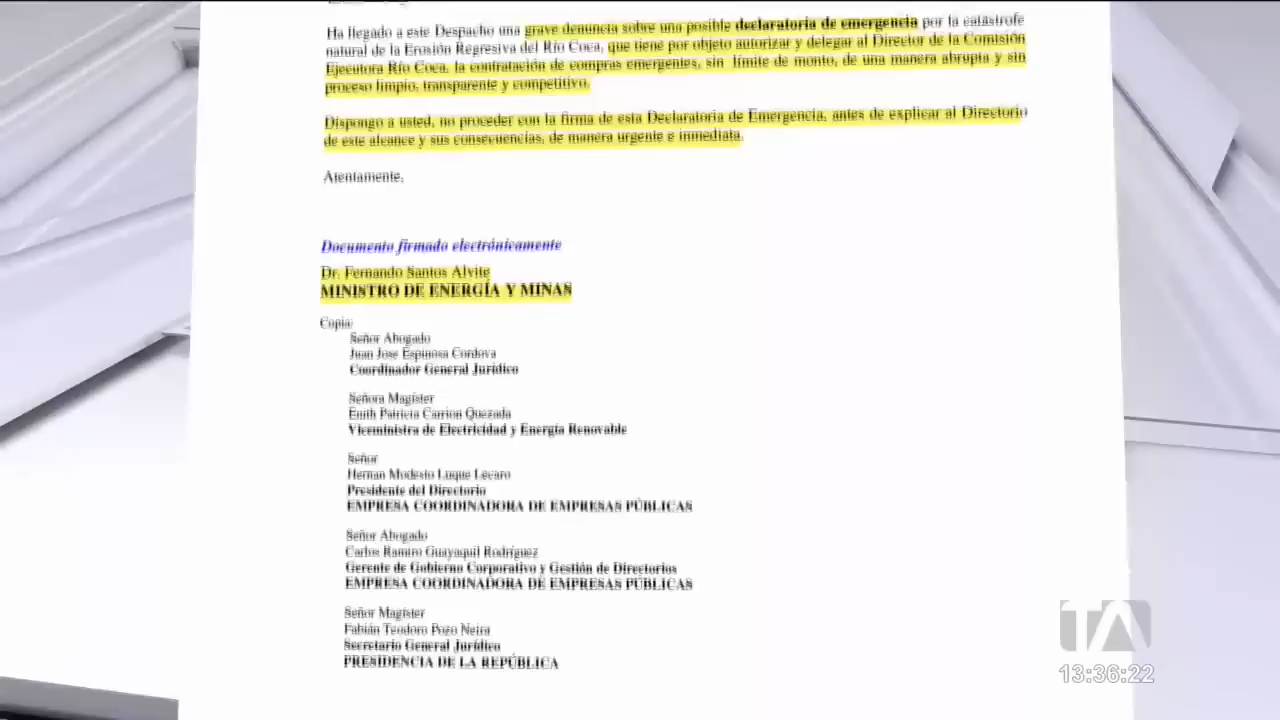 Ha llegado a este Despacho una grave denuncia sobre una posible declaratoria de emergencia por la catástrofe
natural de la Erosión Regresiva del Río Coca, que tiene por objeto autorizar y delegar al Director de la Comisión
Ejecutora Río Coca, la contratación de compras emergentes, sin límite de monto, de una manera abrupta y sin
proceso limpio, transparente y competitivo.
Dispongo a usted, no proceder con la firma de esta Declaratoria de Emergencia, antes de explicar al Directorio
de este alcance y sus consecuencias, de manera urgente e inmediata.
Atentamente,
Documento firmado electrónicamente
Dr. Fernando Santos Alvite
MINISTRO DE ENERGÍA Y MINAS
Copia:
Señor Abogado
Juan José Espinosa Cordova
Coordinador General Jurídico
Señora Magíster
Enith Patricia Carrion Quezada
Viceministra de Electricidad y Energía Renovable
Señor
Hernan Modesto Luque Lecaro
Presidente del Directorio
EMPRESA COORDINADORA DE EMPRESAS PÚBLICAS
Señor Abogado
Carlos Ramiro Guayaquil Rodríguez
Gerente de Gobierno Corporativo y Gestión de Directorios
EMPRESA COORDINADORA DE EMPRESAS PÚBLICAS
Señor Magíster
Fabián Teodoro Pozo Neira
Secretario General Jurídico
PRESIDENCIA DE LA REPÚBLICA
TA
13:36:22